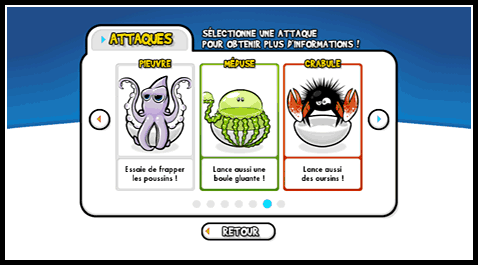 ATTAQUES
SÉLECTIONNE UNE ATTAQUE
POUR OBTENIR PLUS D'INFORMATIONS !
PIEUVRE
Essaie de frapper
les poussins !
MÉDUSE
Lance aussi une
boule gluante !
CRABULE
Lance aussi
des oursins !
RETOUR